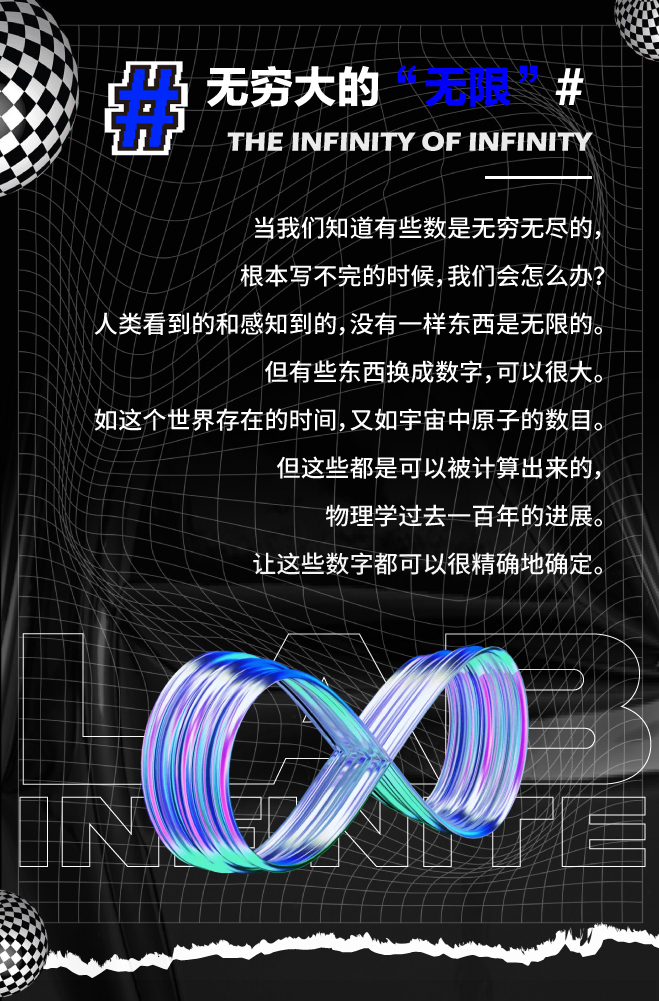 #
无穷大的“无限”#
THE INFINITY OF INFINITY
当我们知道有些数是无穷无尽的，
根本写不完的时候，我们会怎么办？
人类看到的和感知到的，没有一样东西是无限的。
但有些东西换成数字，可以很大。
如这个世界存在的时间，又如宇宙中原子的数目。
但这些都是可以被计算出来的，
物理学过去一百年的进展。
让这些数字都可以很精确地确定。
LAB
INFINITE